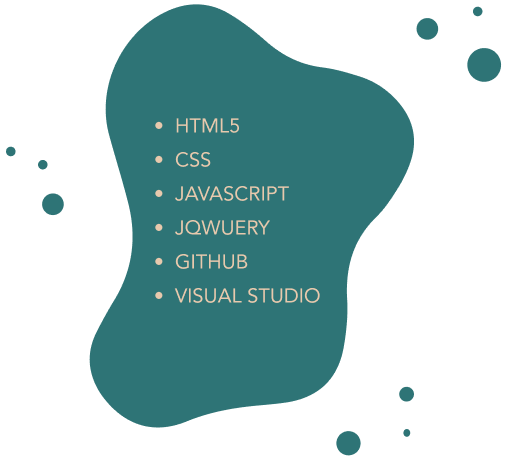 • HTML5
• CSS
• JAVASCRIPT
• JQWUERY
• GITHUB
• VISUAL STUDIO